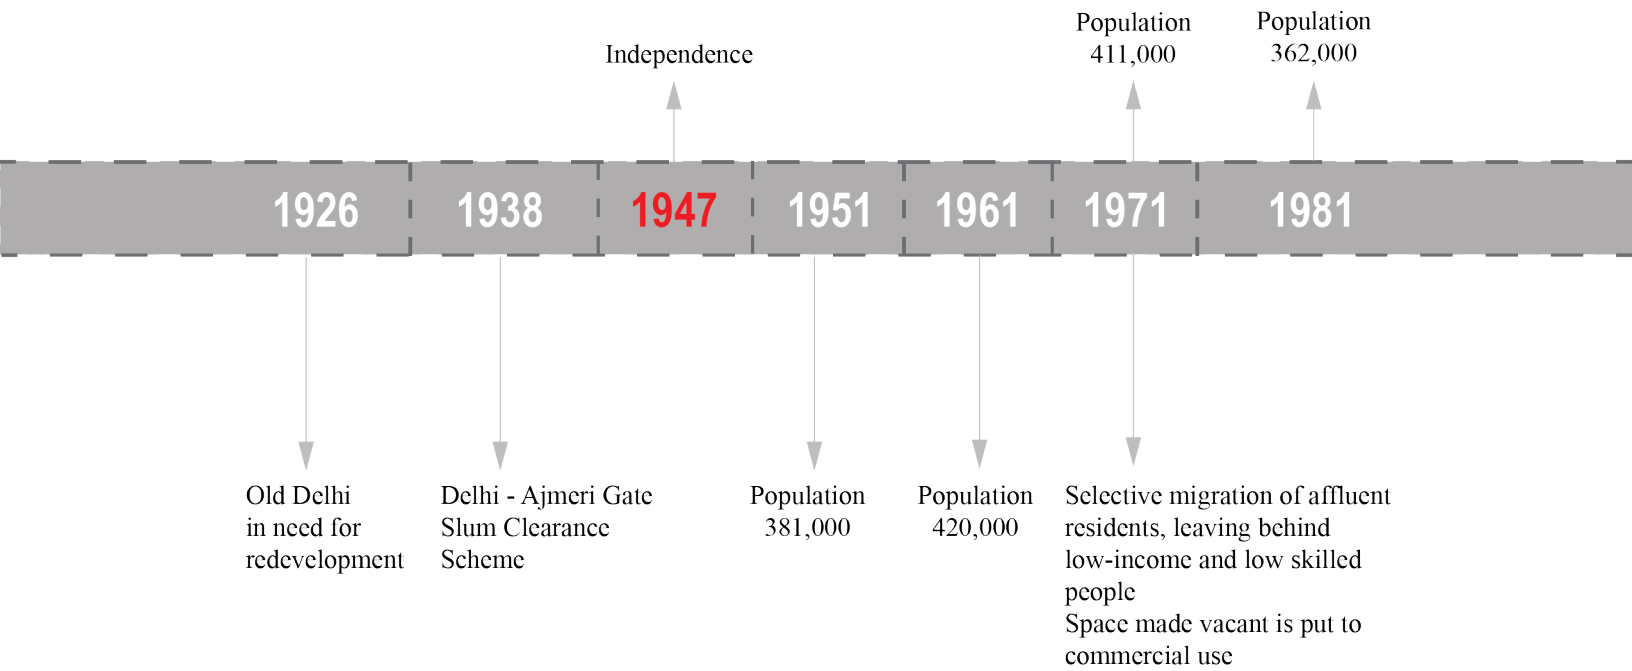 Independence
Population
411,000
Population
362,000
1926
1938
1947
1951
1961
1971
1981
Old Delhi
in need for
redevelopment
Delhi - Ajmeri Gate
Slum Clearance
Scheme
Population
381,000
Population
420,000
Selective migration of affluent
residents, leaving behind
low-income and low skilled
people
Space made vacant is put to
commercial use